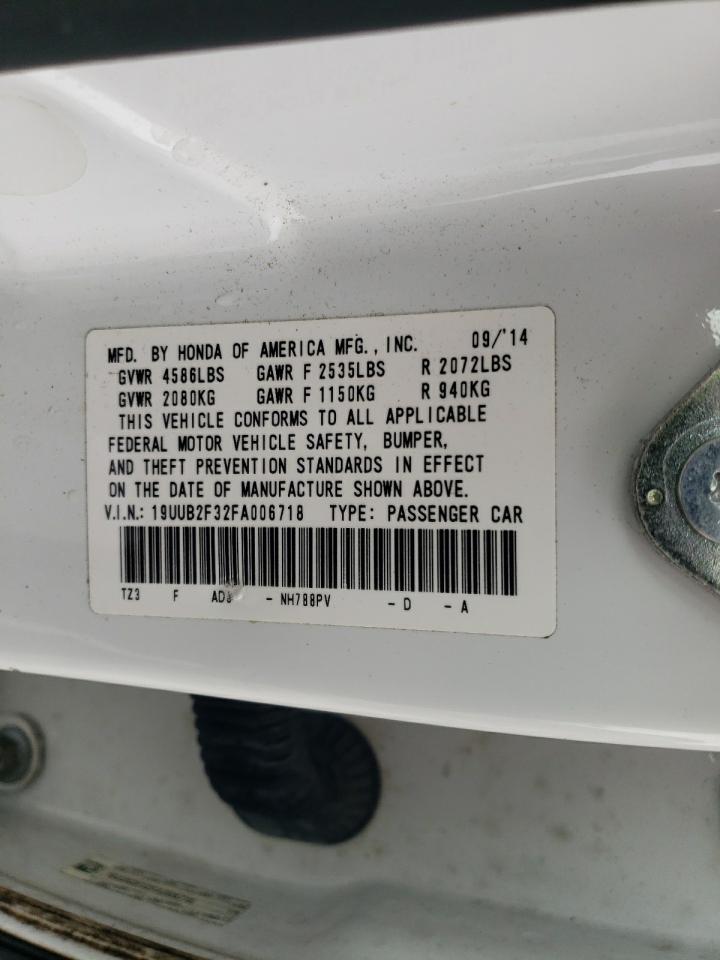 MFD. BY HONDA OF AMERICA MFG., INC. 09/'14
GVWR 4586LBS GAWR F 2535LBS R 2072LBS
GVWR 2080KG GAWR F 1150KG R 940KG
THIS VEHICLE CONFORMS TO ALL APPLICABLE
FEDERAL MOTOR VEHICLE SAFETY, BUMPER,
AND THEFT PREVENTION STANDARDS IN EFFECT
ON THE DATE OF MANUFACTURE SHOWN ABOVE.
V.I.N.: 19UUB2F32FA006718 TYPE: PASSENGER CAR
TZ3 F - NH788PV - D - A